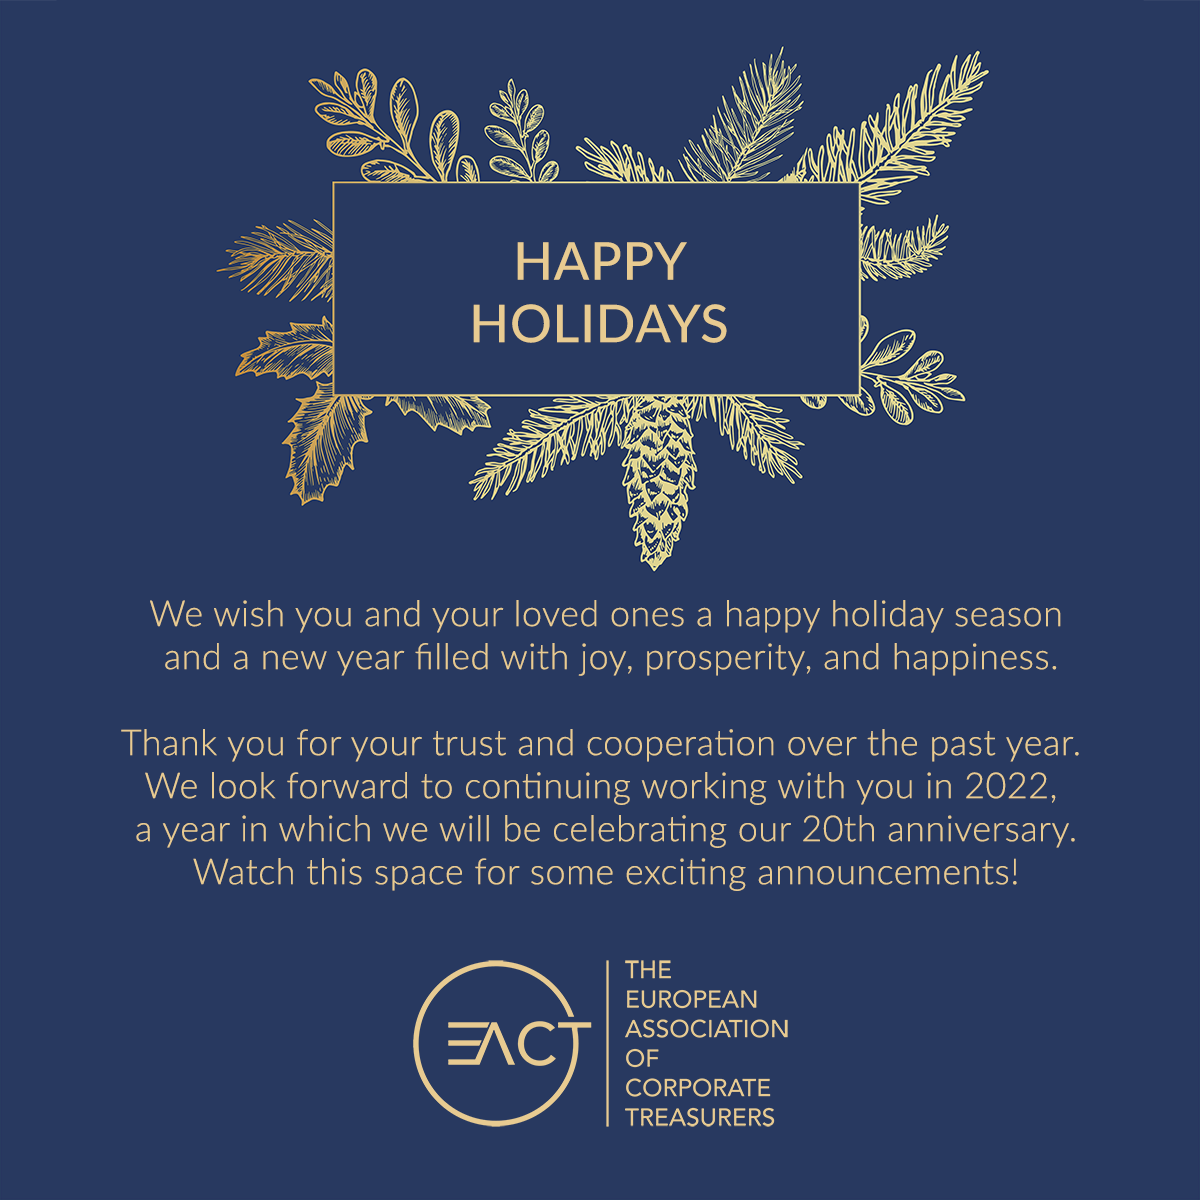 HAPPY
HOLIDAYS
We wish you and your loved ones a happy holiday season
and a new year filled with joy, prosperity, and happiness.
Thank you for your trust and cooperation over the past year.
We look forward to continuing working with you in 2022,
a year in which we will be celebrating our 20th anniversary.
Watch this space for some exciting announcements!
EACT
THE
EUROPEAN
ASSOCIATION
OF
CORPORATE
TREASURERS